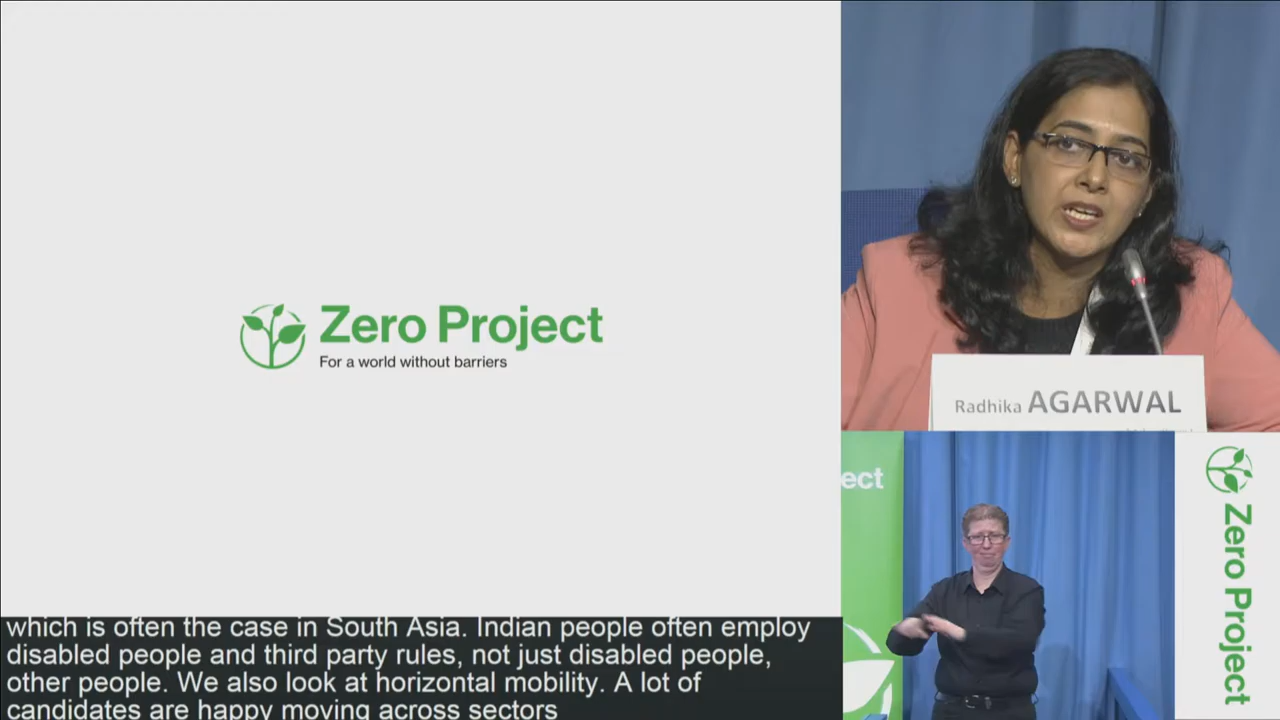 Zero Project
For a world without barriers
Radhika AGARWAL
ect
Zero Project
which is often the case in South Asia. Indian people often employ
disabled people and third party rules, not just disabled people,
other people. We also look at horizontal mobility. A lot of
candidates are happy moving across sectors